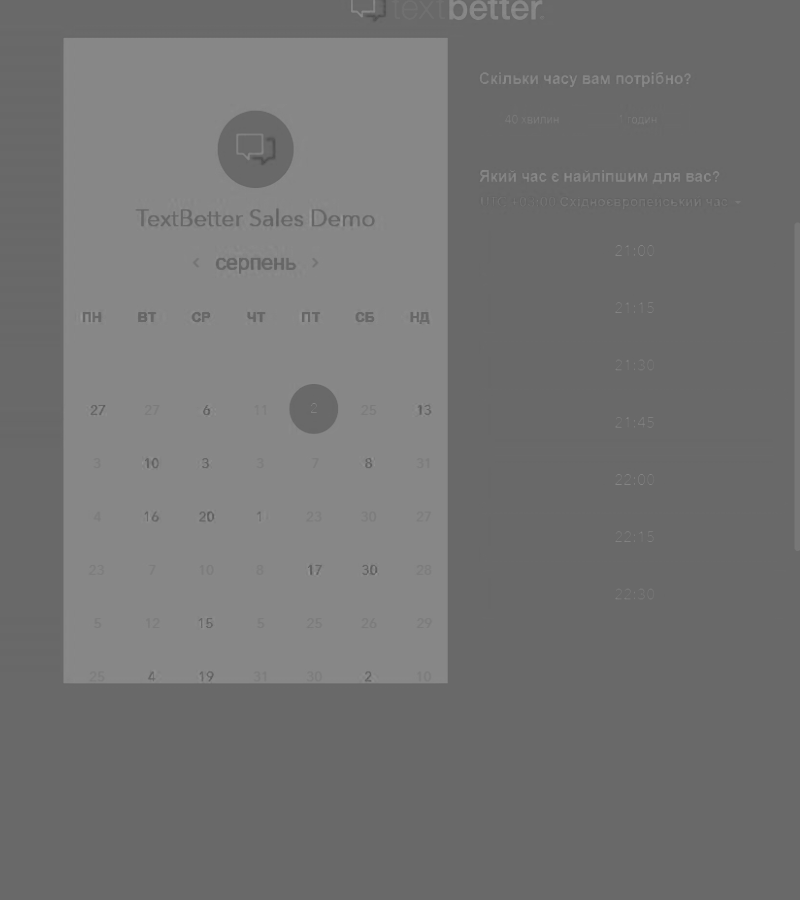 textbetter.
TextBetter Sales Demo
‹ серпень ›
ПН ВТ СР ЧТ ПТ СБ НД
27 27 6 11 2 25 13
3 10 3 3 7 8 31
4 16 20 1 23 30 27
23 7 10 8 17 30 28
5 12 15 5 25 26 29
25 4 19 31 30 2 10
Скільки часу вам потрібно?
40 хвилин 1 годин
Який час є найліпшим для вас?
Східноєвропейський час
21:00
21:15
21:30
21:45
22:00
22:15
22:30